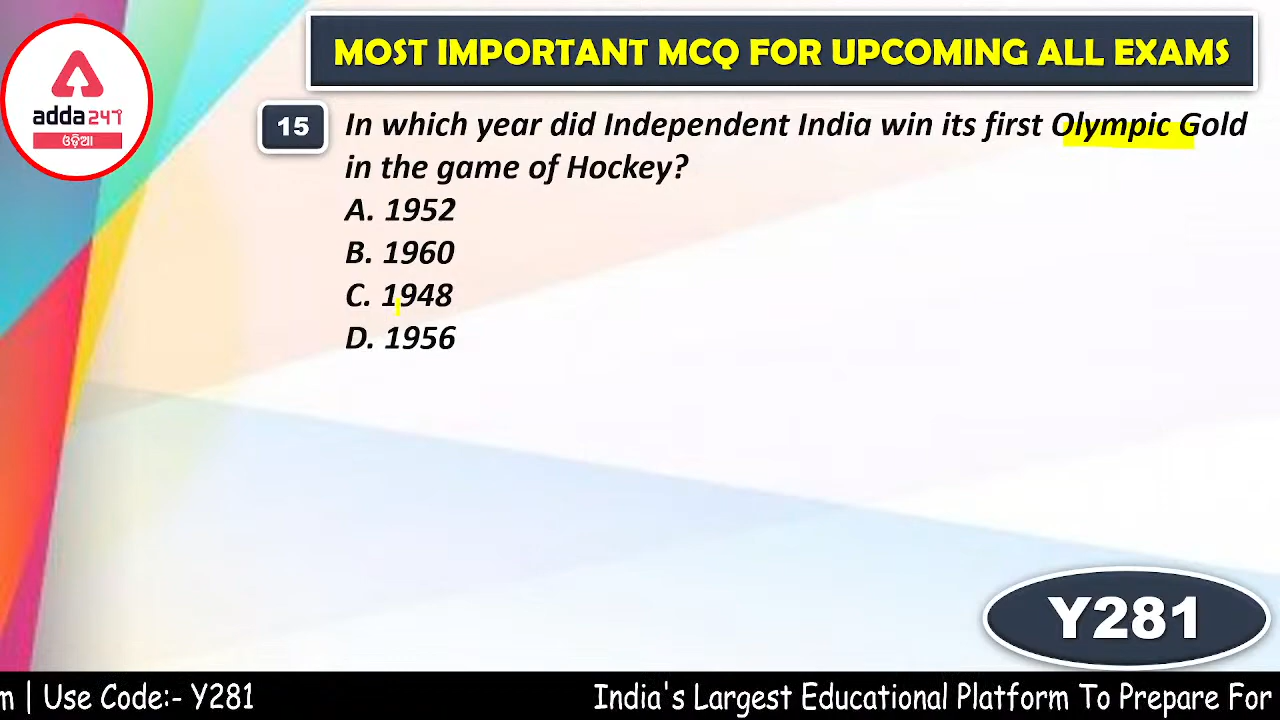 MOST IMPORTANT MCQ FOR UPCOMING ALL EXAMS
adda247
ଓଡ଼ିଆ
15
In which year did Independent India win its first Olympic Gold
in the game of Hockey?
A. 1952
B. 1960
C. 1948
D. 1956
Y281
m | Use Code:- Y281
India's Largest Educational Platform To Prepare For